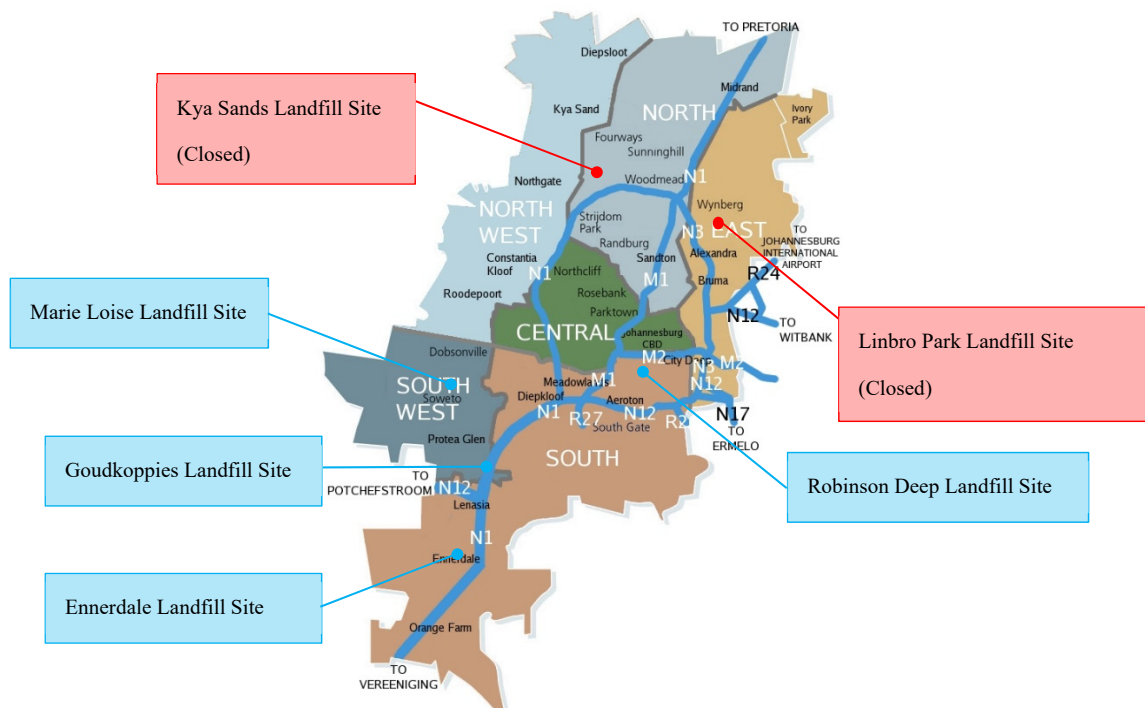 TO PRETORIA
Diepsloot
Kya Sands Landfill Site
(Closed)
Midrand
Kya Sand
NORTH
Ivory
Park
Fourways
Sunninghill
Woodmead
N1
Northgate
NORTH
WEST
Wynberg
Strijdom
Park
N3
EAST
TO
JOHANNESBURG
INTERNATIONAL
AIRPORT
Randburg
Sandton
Alexandra
Constantia
Kloof
N1
Northcliff
M1
Bruma
R24
Marie Loise Landfill Site
Roodepoort
Rosebank
Parktown
N12
TO
WITBANK
CENTRAL
Johannesburg
CBD
Linbro Park Landfill Site
(Closed)
Dobsonville
M2
City Deep
N3
M2
N12
SOUTH
WEST
Soweto
Meadowlands
M1
Diepkloof
Aeroton
N1
R27
N12
R2
N17
TO
ERMELO
South Gate
Protea Glen
SOUTH
Goudkoppies Landfill Site
TO
POTCHEFSTROOM
N12
Robinson Deep Landfill Site
Lenasia
N1
Ennerdale
Ennerdale Landfill Site
Orange Farm
TO
VEREENIGING